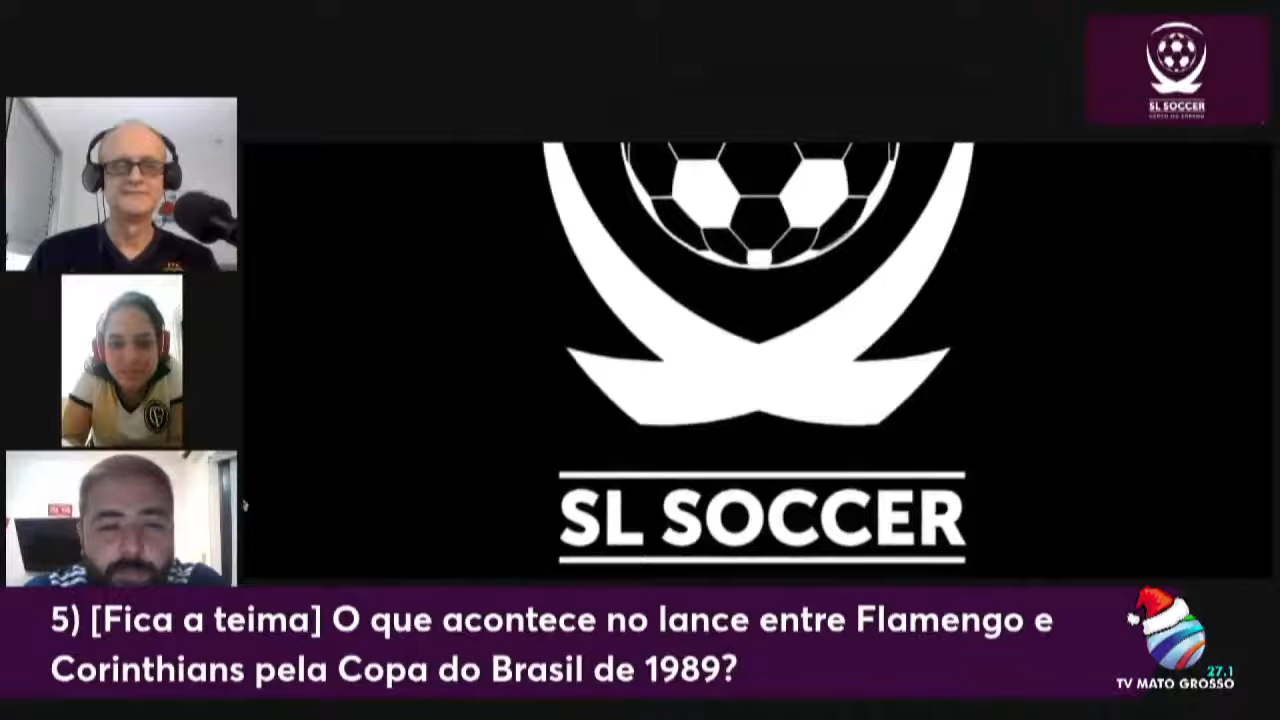 SL SOCCER
SL SOCCER
5) [Fica a teima] O que acontece no lance entre Flamengo e
Corinthians pela Copa do Brasil de 1989?
27.1
TV MATO GROSSO